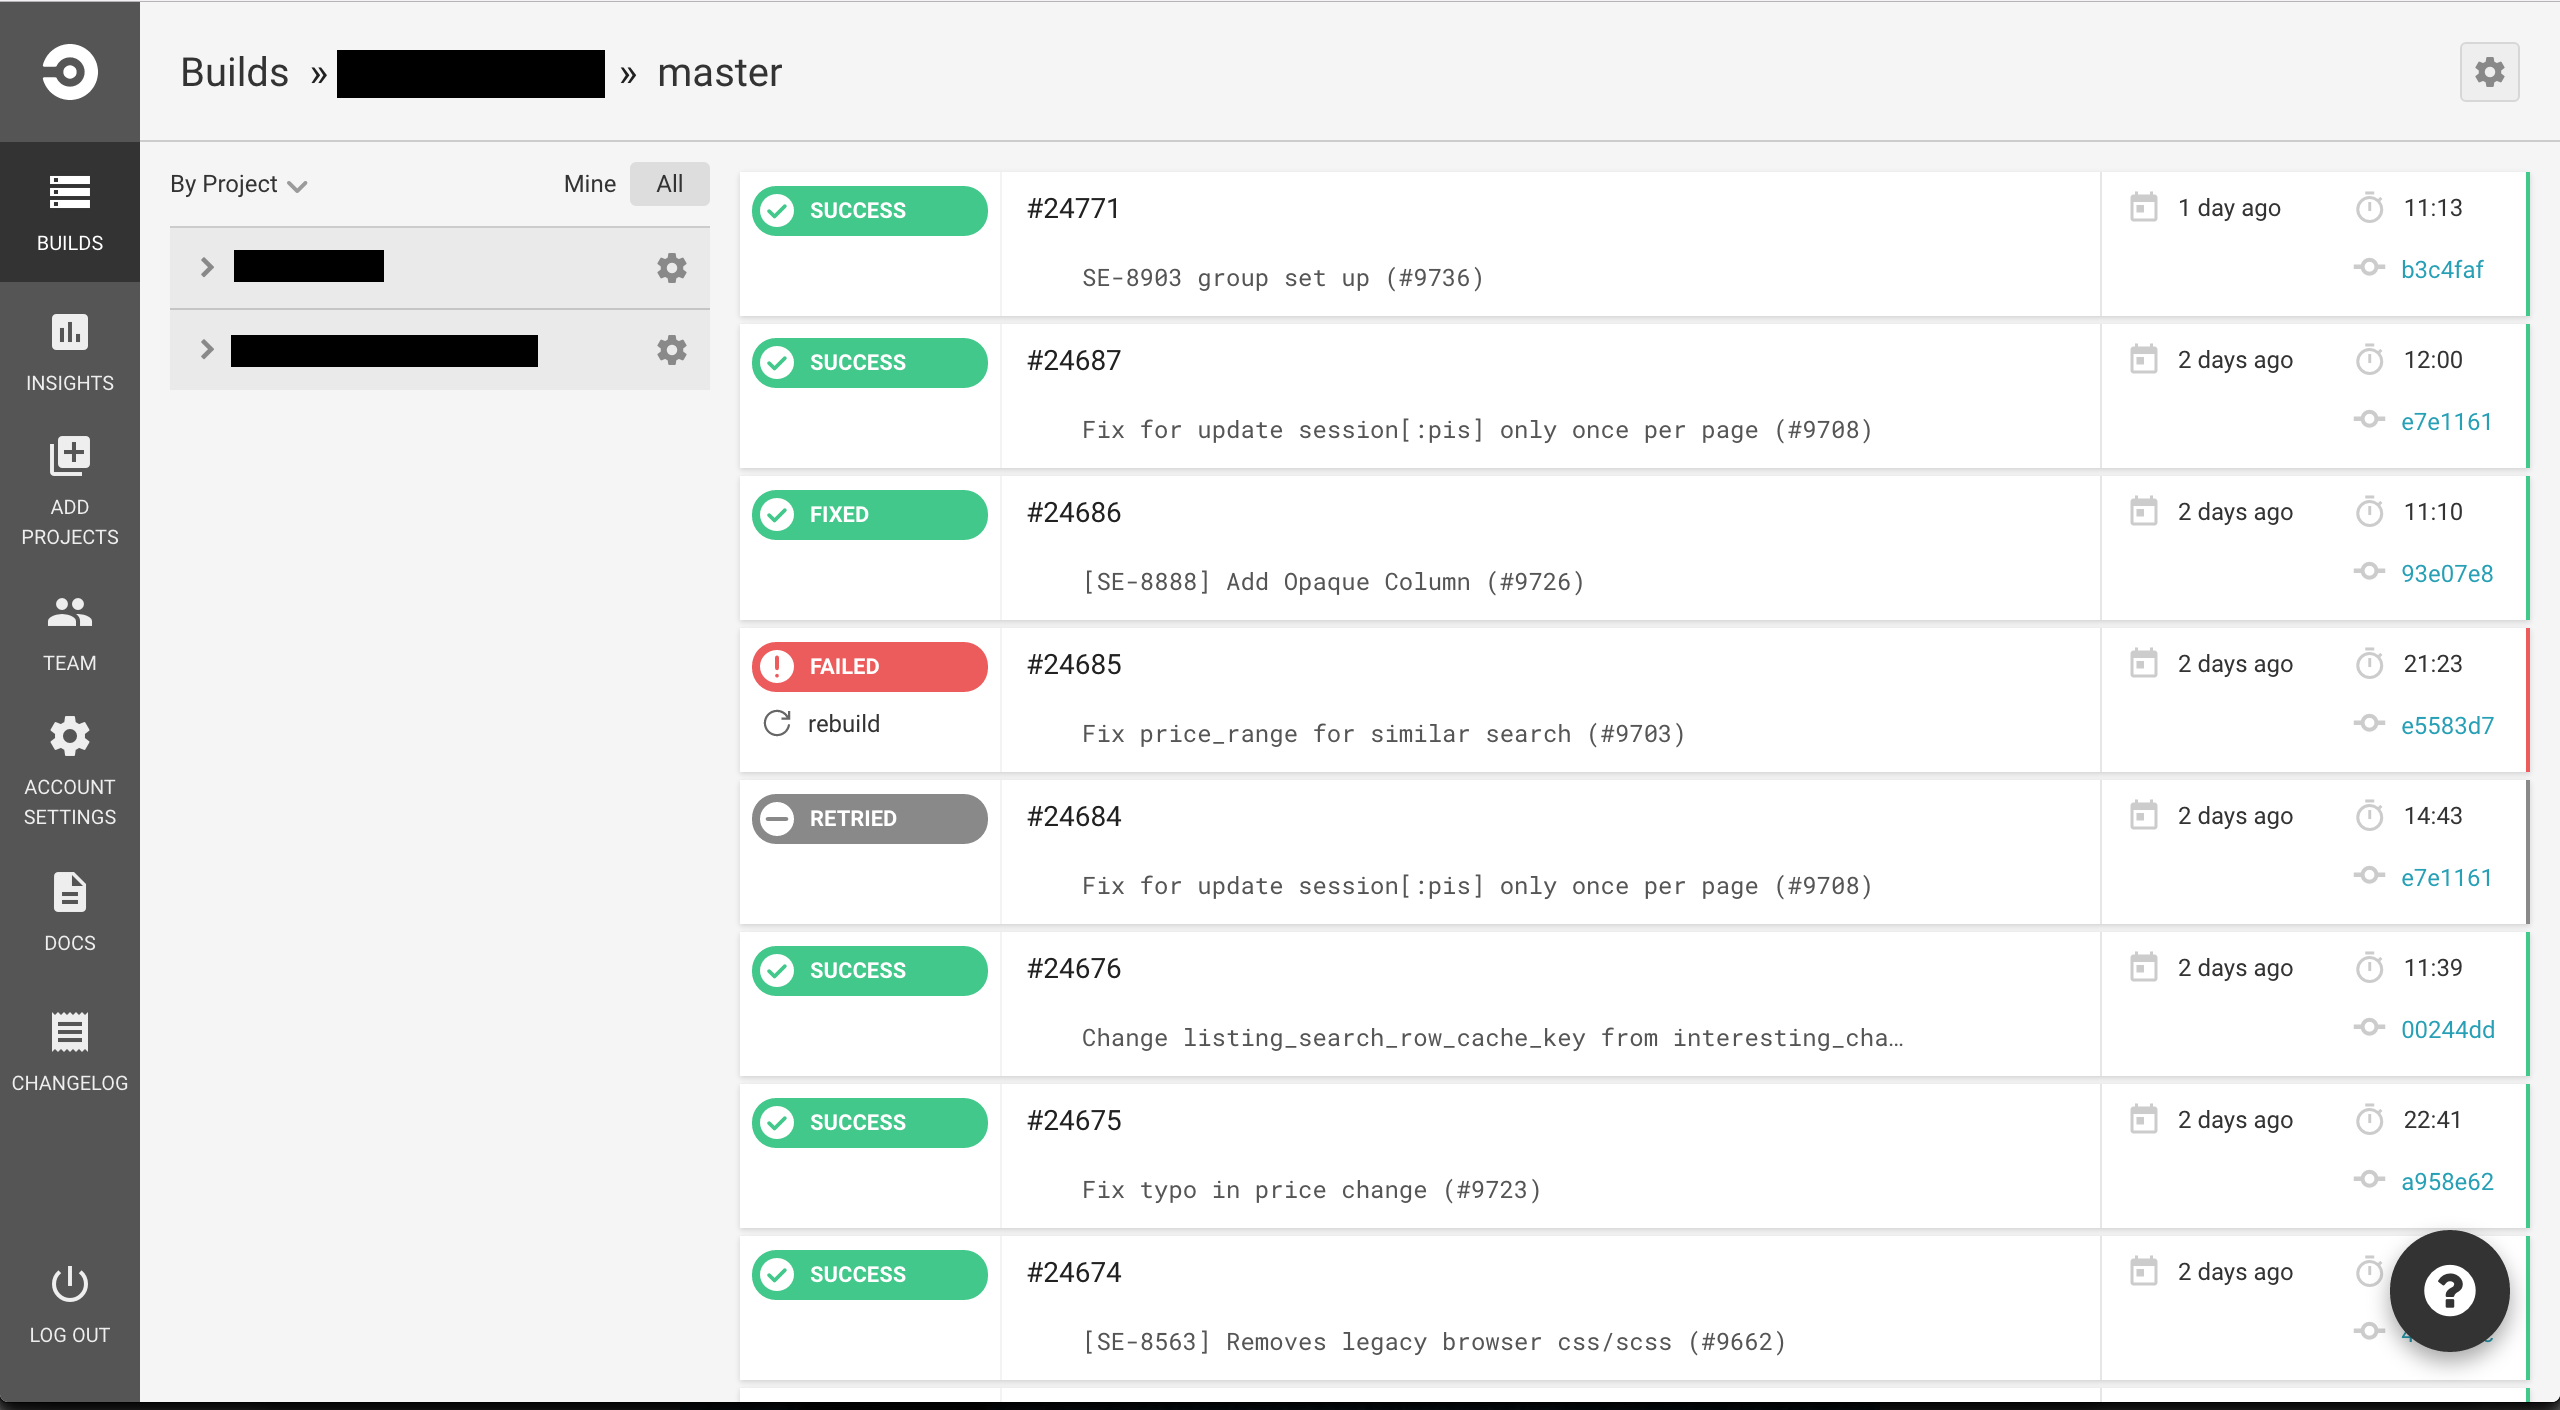 Builds » » master
BUILDS
INSIGHTS
ADD
PROJECTS
TEAM
ACCOUNT
SETTINGS
DOCS
CHANGELOG
LOG OUT
By Project Mine All
SUCCESS #24771 1 day ago 11:13
SE-8903 group set up (#9736) b3c4faf
SUCCESS #24687 2 days ago 12:00
Fix for update session[:pis] only once per page (#9708) e7e1161
FIXED #24686 2 days ago 11:10
[SE-8888] Add Opaque Column (#9726) 93e07e8
FAILED #24685 2 days ago 21:23
rebuild Fix price_range for similar search (#9703) e5583d7
RETRIED #24684 2 days ago 14:43
Fix for update session[:pis] only once per page (#9708) e7e1161
SUCCESS #24676 2 days ago 11:39
Change listing_search_row_cache_key from interesting_cha… 00244dd
SUCCESS #24675 2 days ago 22:41
Fix typo in price change (#9723) a958e62
SUCCESS #24674 2 days ago
[SE-8563] Removes legacy browser css/scss (#9662)